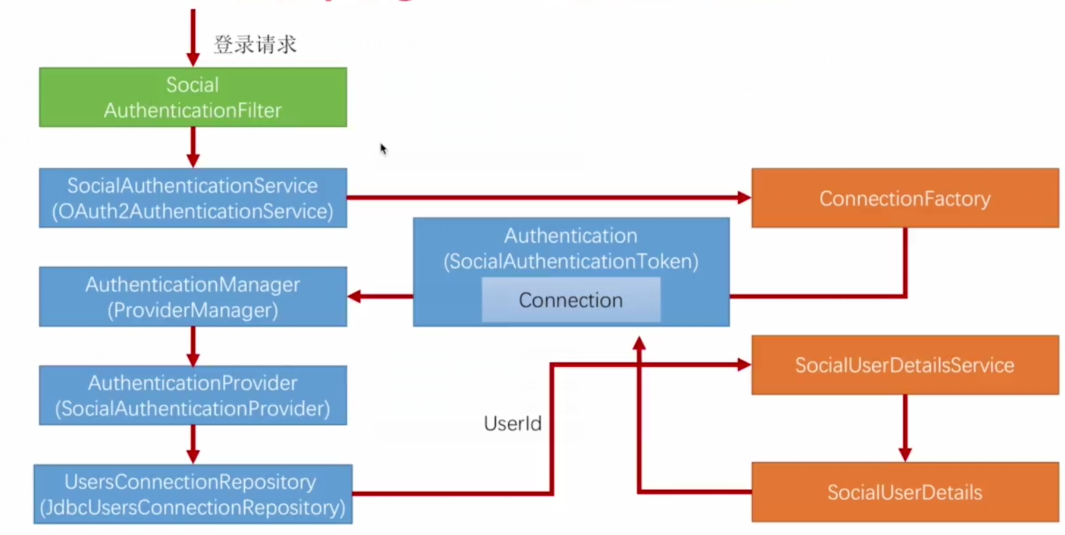 登录请求
Social
AuthenticationFilter
SocialAuthenticationService
(OAuth2AuthenticationService)
ConnectionFactory
Authentication
(SocialAuthenticationToken)
Connection
AuthenticationManager
(ProviderManager)
AuthenticationProvider
(SocialAuthenticationProvider)
SocialUserDetailsService
UserId
UsersConnectionRepository
(JdbcUsersConnectionRepository)
SocialUserDetails